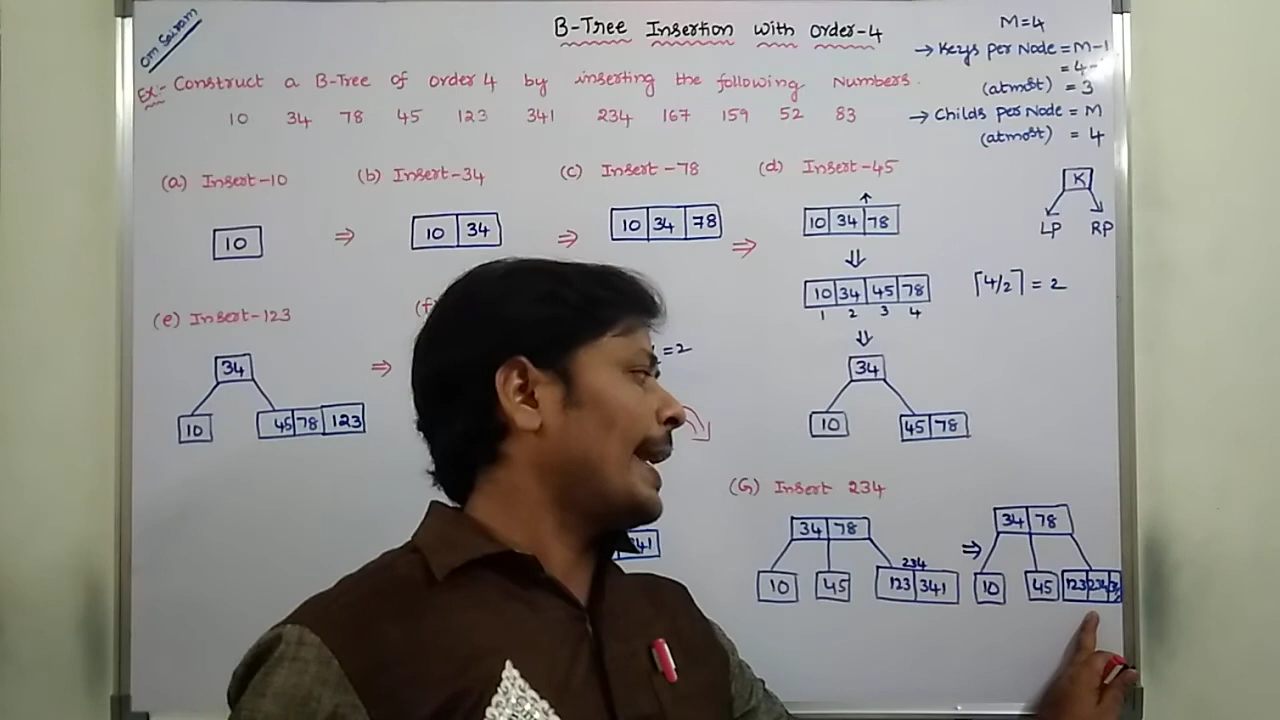 Om Sairam
B-Tree Insertion with order-4
M=4
→ Keys per Node = M-1
= 4-
(atmost) = 3
Ex:- Construct a B-Tree of order 4 by inserting the following Numbers.
10 34 78 45 123 341 234 167 159 52 83
→ Childs per Node = M
(atmost) = 4
(a) Insert-10
(b) Insert-34
(c) Insert-78
(d) Insert-45
10
⇒
10 34
⇒
10 34 78
⇒
10 34 78
K
LP RP
10 34 45 78
1 2 3 4
⌈4/2⌉ = 2
34
10
45 78
(e) Insert-123
34
10
45 78 123
⇒
(f)
=2
341
(G) Insert 234
34 78
10
45
234
123 341
⇒
34 78
10
45
123 234 34